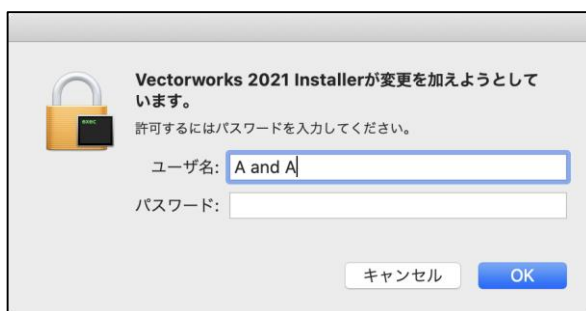 exec
Vectorworks 2021 Installerが変更を加えようとして
います。
許可するにはパスワードを入力してください。
ユーザ名: A and A
パスワード:
キャンセル OK